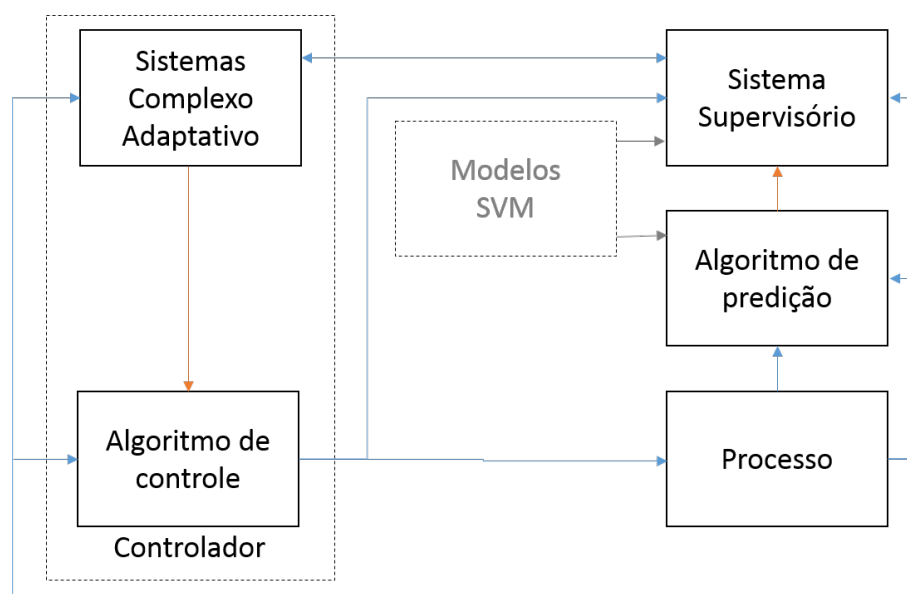 Sistemas
Complexo
Adaptativo
Sistema
Supervisório
Modelos
SVM
Algoritmo de
predição
Algoritmo de
controle
Processo
Controlador